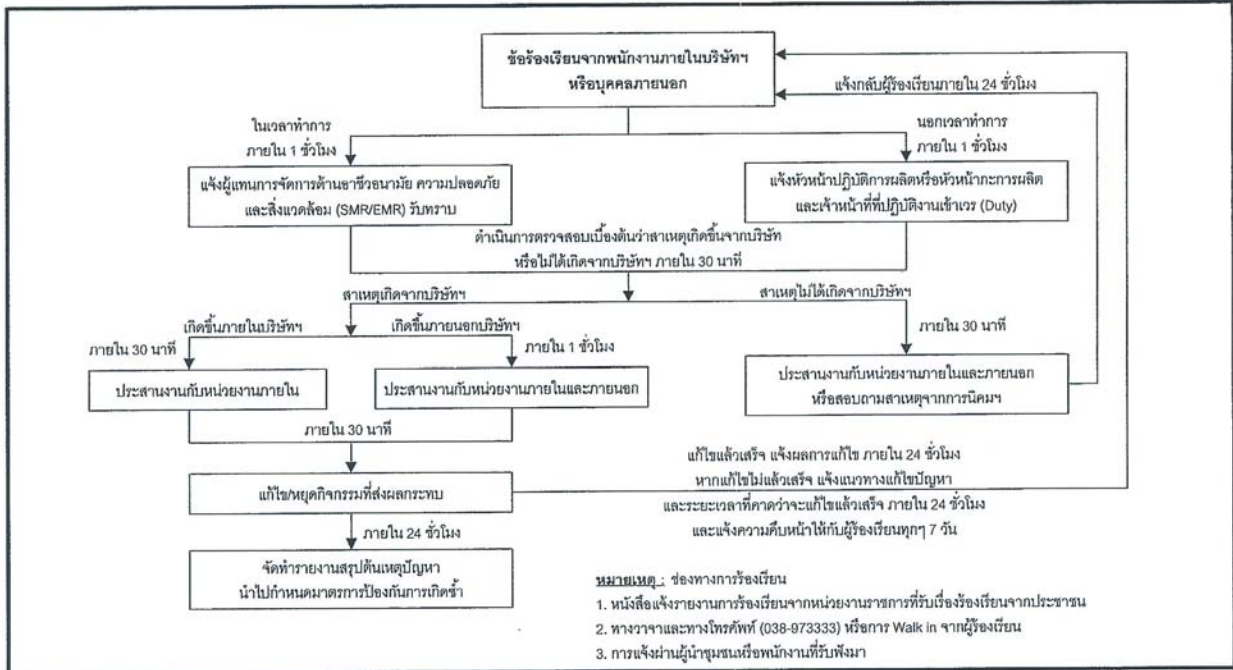 ข้อร้องเรียนจากพนักงานภายในบริษัทฯ
หรือบุคคลภายนอก
แจ้งกลับผู้ร้องเรียนภายใน 24 ชั่วโมง
ในเวลาทำการ
ภายใน 1 ชั่วโมง
นอกเวลาทำการ
ภายใน 1 ชั่วโมง
แจ้งผู้แทนการจัดการด้านอาชีวอนามัย ความปลอดภัย
และสิ่งแวดล้อม (SMR/EMR) รับทราบ
แจ้งหัวหน้าปฏิบัติการผลิตหรือหัวหน้ากะการผลิต
และเจ้าหน้าที่ที่ปฏิบัติงานเข้าเวร (Duty)
ดำเนินการตรวจสอบเบื้องต้นว่าสาเหตุเกิดขึ้นจากบริษัท
หรือไม่ได้เกิดจากบริษัทฯ ภายใน 30 นาที
สาเหตุเกิดจากบริษัทฯ
สาเหตุไม่ได้เกิดจากบริษัทฯ
เกิดขึ้นภายในบริษัทฯ
เกิดขึ้นภายนอกบริษัทฯ
ภายใน 30 นาที
ภายใน 1 ชั่วโมง
ภายใน 30 นาที
ประสานงานกับหน่วยงานภายใน
ประสานงานกับหน่วยงานภายในและภายนอก
ประสานงานกับหน่วยงานภายในและภายนอก
หรือสอบถามสาเหตุจากการนิคมฯ
ภายใน 30 นาที
แก้ไข/หยุดกิจกรรมที่ส่งผลกระทบ
แก้ไขแล้วเสร็จ แจ้งผลการแก้ไข ภายใน 24 ชั่วโมง
หากแก้ไขไม่แล้วเสร็จ แจ้งแนวทางแก้ไขปัญหา
และระยะเวลาที่คาดว่าจะแก้ไขแล้วเสร็จ ภายใน 24 ชั่วโมง
และแจ้งความคืบหน้าให้กับผู้ร้องเรียนทุกๆ 7 วัน
ภายใน 24 ชั่วโมง
จัดทำรายงานสรุปต้นเหตุปัญหา
นำไปกำหนดมาตรการป้องกันการเกิดซ้ำ
หมายเหตุ : ช่องทางการร้องเรียน
1. หนังสือแจ้งรายงานการร้องเรียนจากหน่วยงานราชการที่รับเรื่องร้องเรียนจากประชาชน
2. ทางวาจาและทางโทรศัพท์ (038-973333) หรือการ Walk in จากผู้ร้องเรียน
3. การแจ้งผ่านผู้นำชุมชนหรือพนักงานที่รับฟังมา